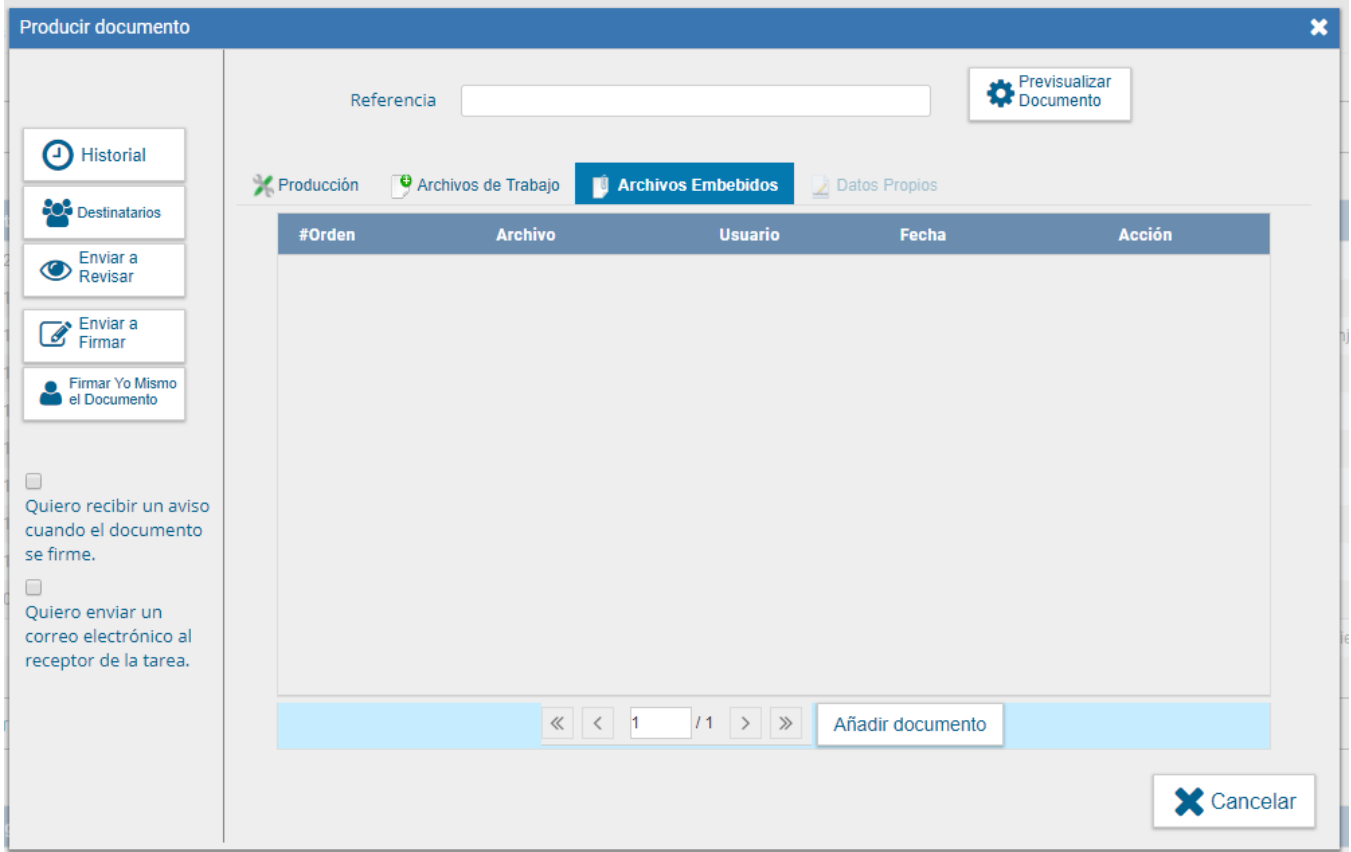 Producir documento
Referencia
Previsualizar
Documento
Historial
Destinatarios
Enviar a
Revisar
Enviar a
Firmar
Firmar Yo Mismo
el Documento
Quiero recibir un aviso
cuando el documento
se firme.
Quiero enviar un
correo electrónico al
receptor de la tarea.
Producción Archivos de Trabajo Archivos Embebidos Datos Propios
#Orden Archivo Usuario Fecha Acción
1 / 1 Añadir documento
Cancelar